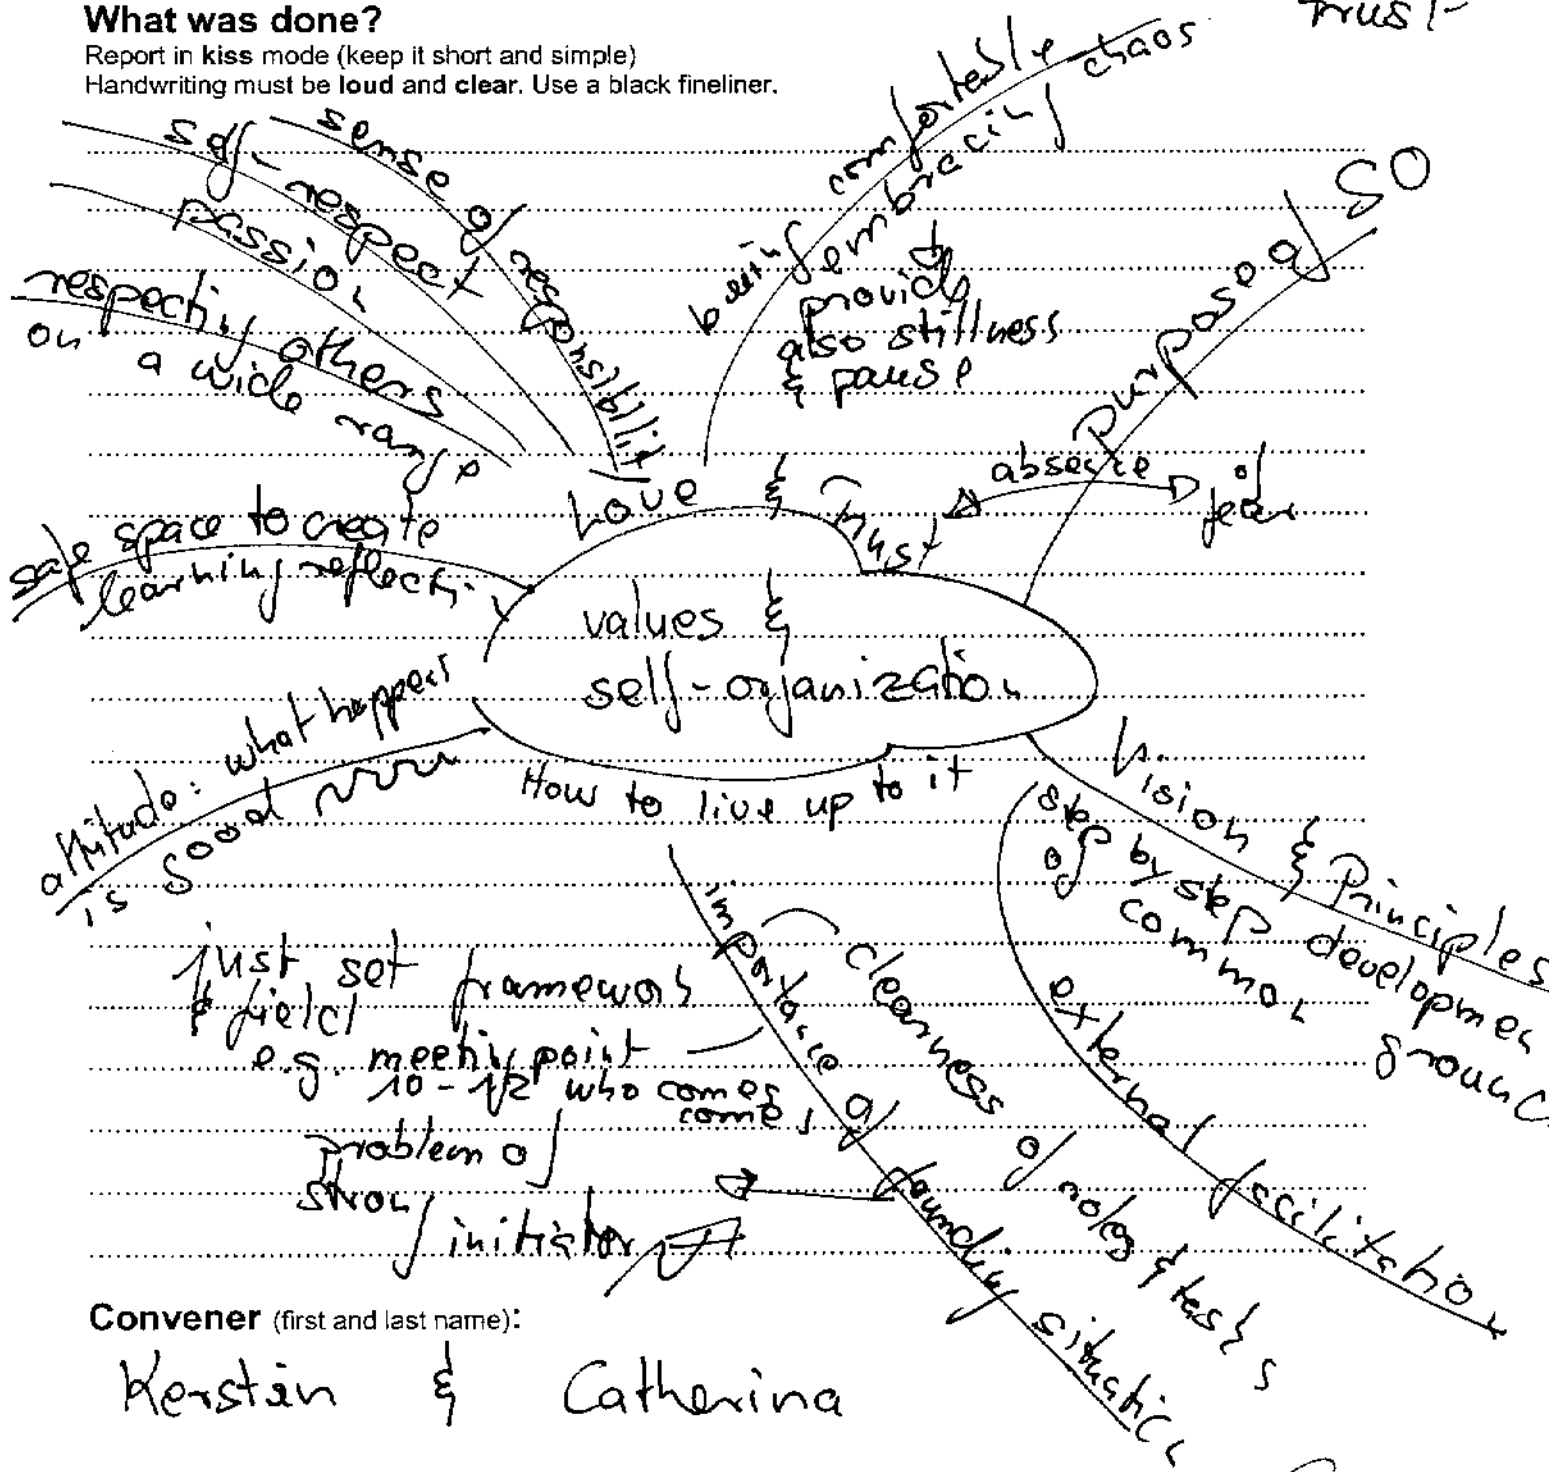 What was done?
Report in kiss mode (keep it short and simple)
Handwriting must be loud and clear. Use a black fineliner.
Trust
sense of responsibility
self-respect
passion
respecting others
on a wide range
being comfortable
embracing chaos
to
provide
also stillness
& pause
purpose of SO
Love & Trust
absence of
fear
safe space to create
learning reflection
values &
self-organization
attitude: what happens
is good
How to live up to it
Vision & Principles
step by step development
of common ground
external facilitation
importance of founding situation
clearness of roles & tasks
just set framework
& field
e.g. meeting point
10-1/2 who comes
comes
problem of
strong initiator
Convener (first and last name):
Kerstin & Catherina